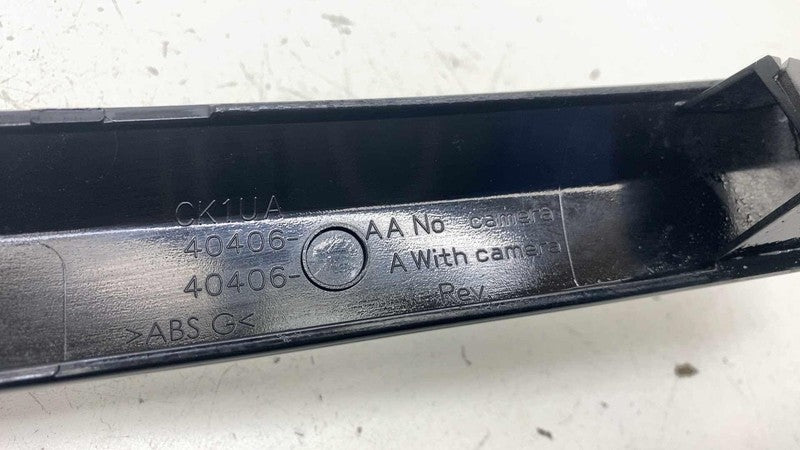 CK1UA
40406- AA No camera
40406- A With camera
Rev
>ABS G<